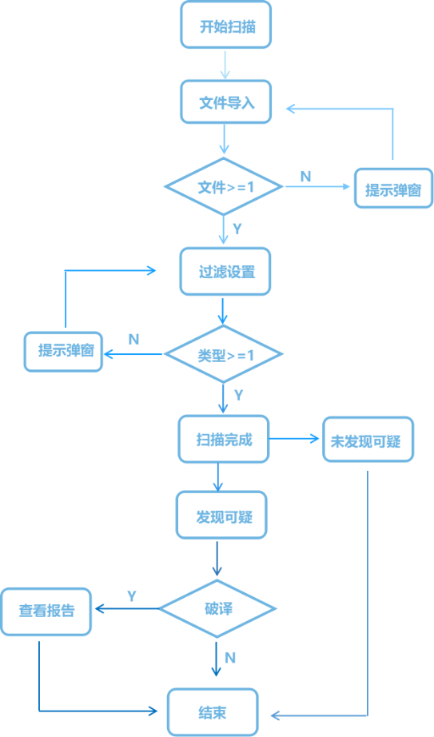 开始扫描
文件导入
文件>=1
N
提示弹窗
Y
过滤设置
提示弹窗
N
类型>=1
Y
扫描完成
未发现可疑
发现可疑
查看报告
Y
破译
N
结束